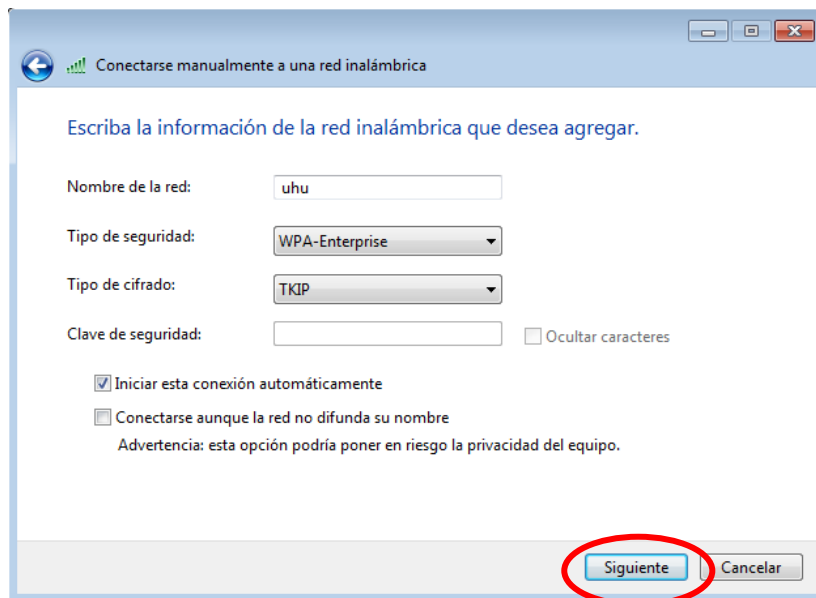 Conectarse manualmente a una red inalámbrica
Escriba la información de la red inalámbrica que desea agregar.
Nombre de la red: uhu
Tipo de seguridad: WPA-Enterprise
Tipo de cifrado: TKIP
Clave de seguridad: Ocultar caracteres
Iniciar esta conexión automáticamente
Conectarse aunque la red no difunda su nombre
Advertencia: esta opción podría poner en riesgo la privacidad del equipo.
Siguiente Cancelar